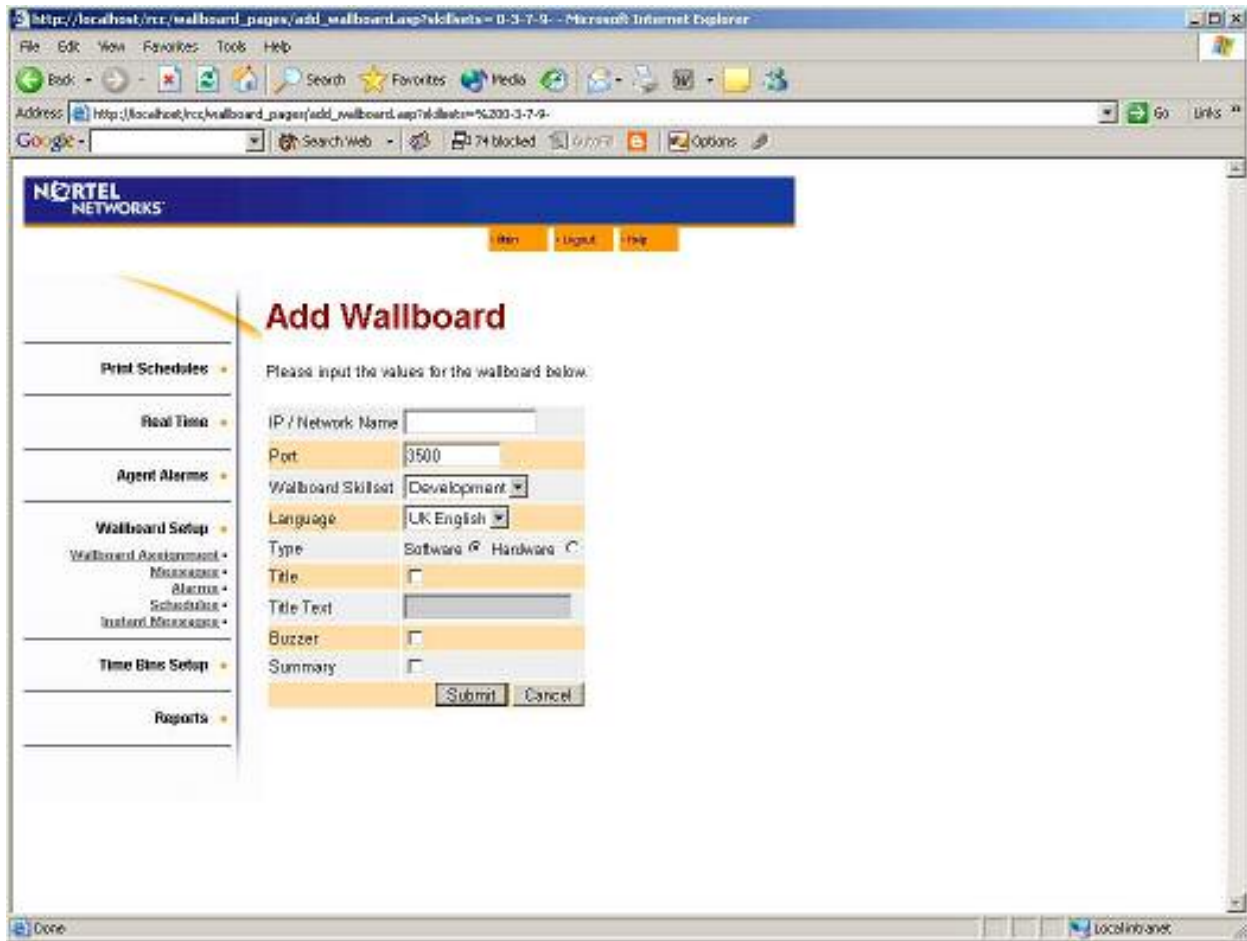 http://localhost/rcc/wallboard_pages/add_wallboard.asp?skillsets= 0-3-7-9- - Microsoft Internet Explorer
File Edit View Favorites Tools Help
Back Search Favorites Media
Address http://localhost/rcc/wallboard_pages/add_wallboard.asp?skillsets=%200-3-7-9- Go Links »
Google Search Web 74 blocked AutoFill Options
NORTEL
NETWORKS
Main Logout Help
Add Wallboard
Please input the values for the wallboard below.
Print Schedules
Real Time
Agent Alarms
Wallboard Setup
Wallboard Assignment
Messages
Alarms
Schedules
Instant Messages
Time Bins Setup
Reports
IP / Network Name
Port 3500
Wallboard Skillset Development
Language UK English
Type Software Hardware
Title
Title Text
Buzzer
Summary
Submit Cancel
Done Local intranet